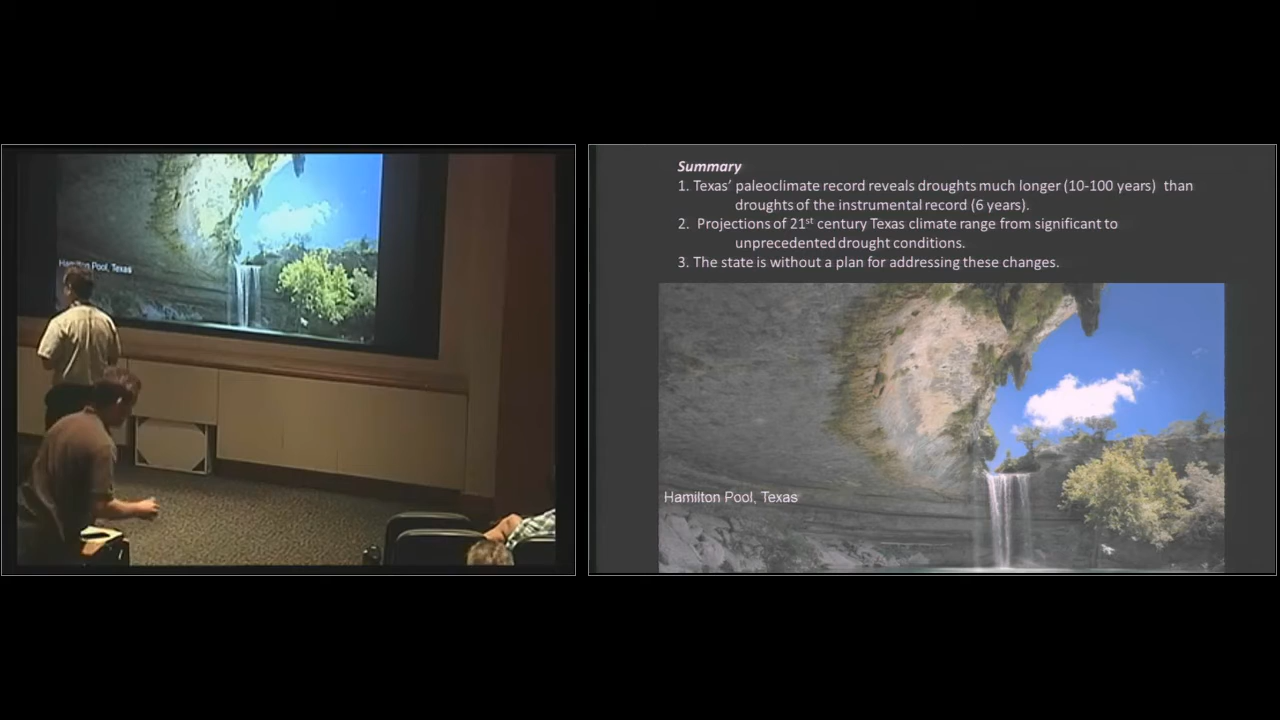 Summary
1. Texas’ paleoclimate record reveals droughts much longer (10-100 years) than
droughts of the instrumental record (6 years).
2. Projections of 21st century Texas climate range from significant to
unprecedented drought conditions.
3. The state is without a plan for addressing these changes.
Hamilton Pool, Texas
Hamilton Pool, Texas